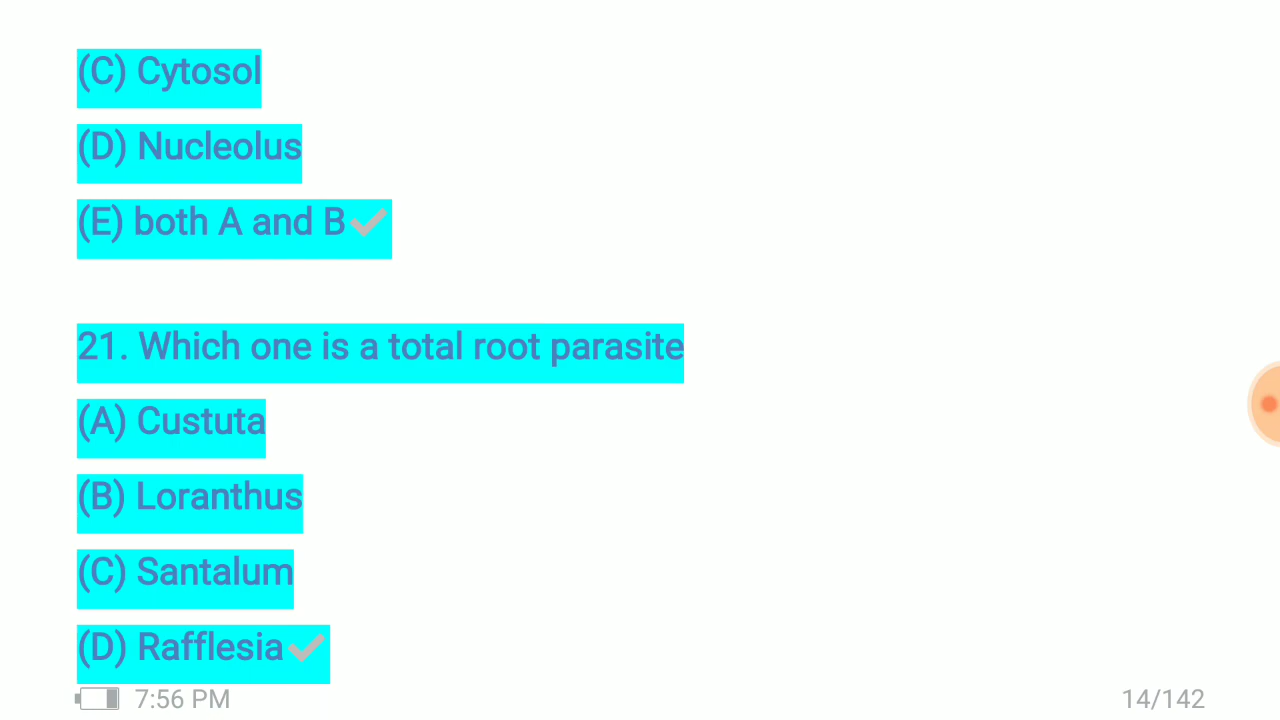 (C) Cytosol
(D) Nucleolus
(E) both A and B✔
21. Which one is a total root parasite
(A) Custuta
(B) Loranthus
(C) Santalum
(D) Rafflesia✔
7:56 PM
14/142